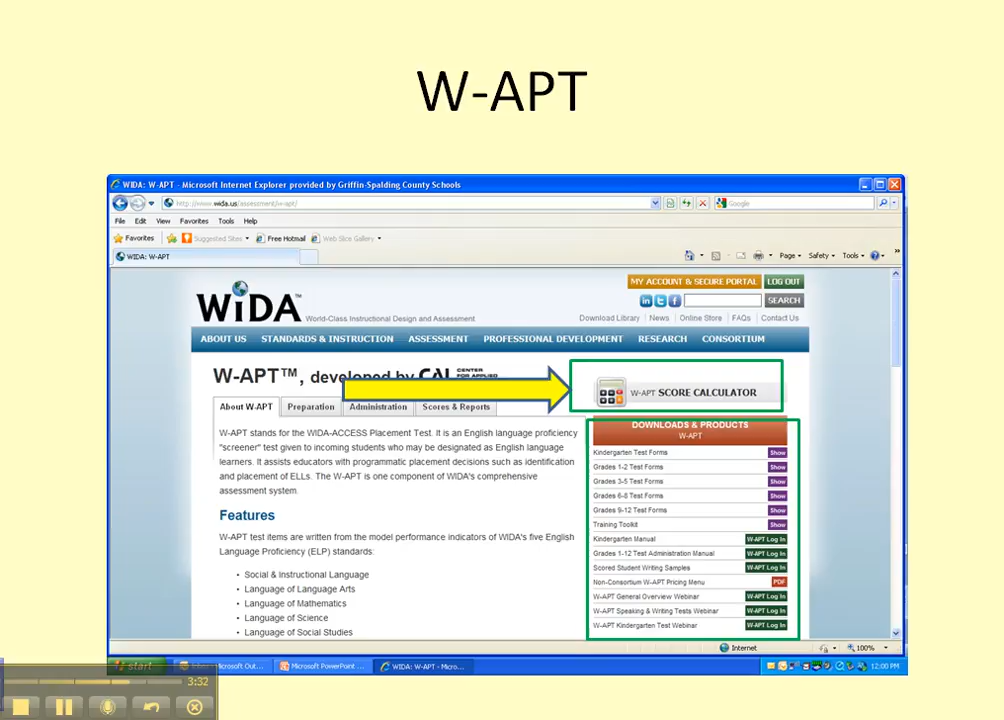 W-APT
WIDA: W-APT - Microsoft Internet Explorer provided by Griffin-Spalding County Schools
http://www.wida.us/assessment/w-apt/
Google
File Edit View Favorites Tools Help
Favorites Suggested Sites Free Hotmail Web Slice Gallery
WIDA: W-APT
Page Safety Tools
MY ACCOUNT & SECURE PORTAL LOG OUT
SEARCH
WiDA™ World-Class Instructional Design and Assessment
Download Library News Online Store FAQs Contact Us
ABOUT US STANDARDS & INSTRUCTION ASSESSMENT PROFESSIONAL DEVELOPMENT RESEARCH CONSORTIUM
W-APT™, developed by CAL CENTER FOR APPLIED
W-APT SCORE CALCULATOR
About W-APT Preparation Administration Scores & Reports
W-APT stands for the WIDA-ACCESS Placement Test. It is an English language proficiency
"screener" test given to incoming students who may be designated as English language
learners. It assists educators with programmatic placement decisions such as identification
and placement of ELLs. The W-APT is one component of WIDA's comprehensive
assessment system.
Features
W-APT test items are written from the model performance indicators of WIDA's five English
Language Proficiency (ELP) standards:
• Social & Instructional Language
• Language of Language Arts
• Language of Mathematics
• Language of Science
• Language of Social Studies
DOWNLOADS & PRODUCTS
W-APT
Kindergarten Test Forms Show
Grades 1-2 Test Forms Show
Grades 3-5 Test Forms Show
Grades 6-8 Test Forms Show
Grades 9-12 Test Forms Show
Training Toolkit Show
Kindergarten Manual W-APT Log In
Grades 1-12 Test Administration Manual W-APT Log In
Scored Student Writing Samples W-APT Log In
Non-Consortium W-APT Pricing Menu PDF
W-APT General Overview Webinar W-APT Log In
W-APT Speaking & Writing Tests Webinar W-APT Log In
W-APT Kindergarten Test Webinar W-APT Log In
Internet 100%
start Microsoft Out... Microsoft PowerPoint ... WIDA: W-APT - Micro... 12:00 PM
3:32